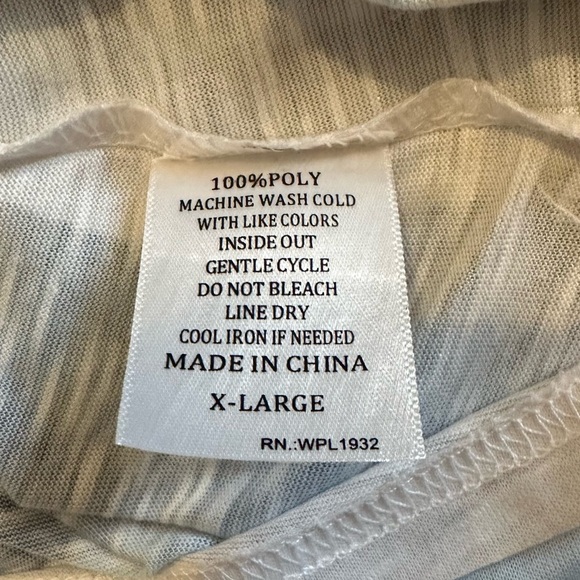 100%POLY
MACHINE WASH COLD
WITH LIKE COLORS
INSIDE OUT
GENTLE CYCLE
DO NOT BLEACH
LINE DRY
COOL IRON IF NEEDED
MADE IN CHINA
X-LARGE
RN.:WPL1932